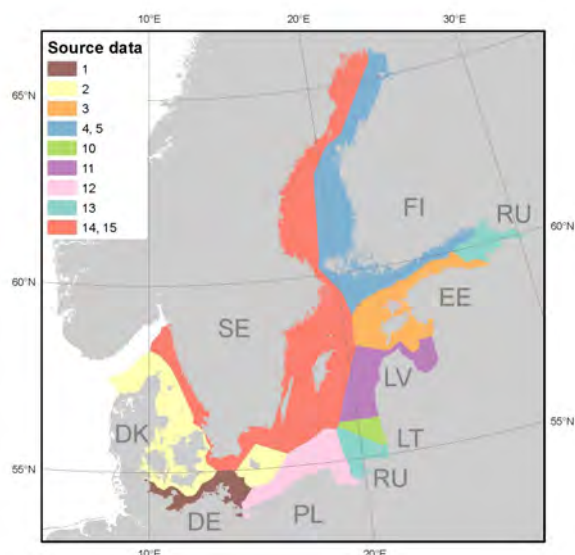 10°E 20°E 30°E
Source data
1
2
3
4, 5
10
11
12
13
14, 15
65°N
FI
RU
60°N
60°N
EE
SE
LV
DK
LT
55°N
55°N
RU
DE
PL
10°E 20°E